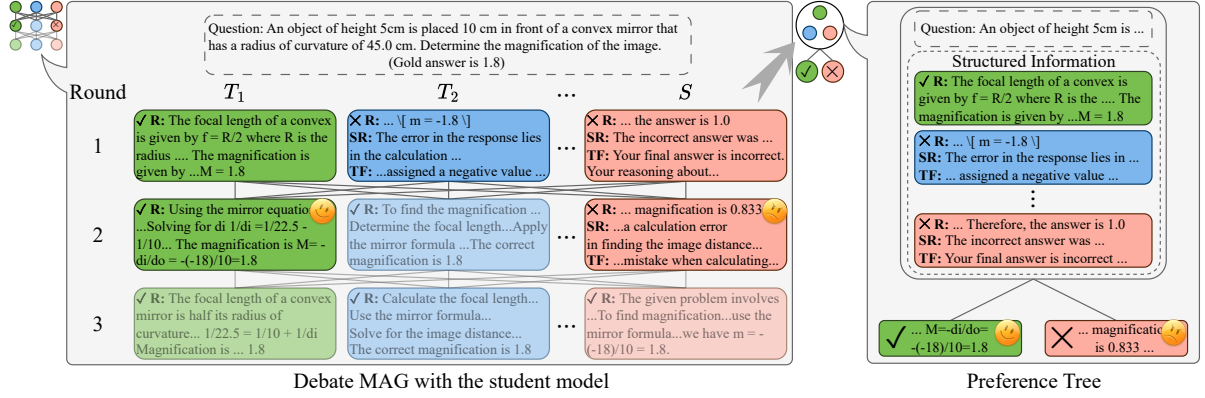 Question: An object of height 5cm is placed 10 cm in front of a convex mirror that
has a radius of curvature of 45.0 cm. Determine the magnification of the image.
(Gold answer is 1.8)
Round
T₁
T₂
...
S
1
✓ R: The focal length of a convex
is given by f = R/2 where R is the
radius .... The magnification is
given by ...M = 1.8
✕ R: ... \[ m = -1.8 \]
SR: The error in the response lies
in the calculation ...
TF: ...assigned a negative value ...
...
✕ R: ... the answer is 1.0
SR: The incorrect answer was ...
TF: Your final answer is incorrect.
Your reasoning about...
2
✓ R: Using the mirror equatio
...Solving for di 1/di =1/22.5 -
1/10... The magnification is M= -
di/do = -(-18)/10=1.8
✓ R: To find the magnification ...
Determine the focal length...Apply
the mirror formula ...The correct
magnification is 1.8
...
✕ R: ... magnification is 0.833
SR: ...a calculation error
in finding the image distance...
TF: ...mistake when calculating...
3
✓ R: The focal length of a convex
mirror is half its radius of
curvature... 1/22.5 = 1/10 + 1/di
Magnification is ... 1.8
✓ R: Calculate the focal length...
Use the mirror formula...
Solve for the image distance...
The correct magnification is 1.8
...
✓ R: The given problem involves
...To find magnification...use the
mirror formula...we have m = -
(-18)/10 = 1.8.
Debate MAG with the student model
Question: An object of height 5cm is ...
Structured Information
✓ R: The focal length of a convex is
given by f = R/2 where R is the .... The
magnification is given by ...M = 1.8
✕ R: ... \[ m = -1.8 \]
SR: The error in the response lies in ...
TF: ... assigned a negative value ...
⋮
✕ R: ... Therefore, the answer is 1.0
SR: The incorrect answer was ...
TF: Your final answer is incorrect ...
✓ ... M=-di/do=
-(-18)/10=1.8
✕ ... magnificatio
is 0.833 ...
Preference Tree